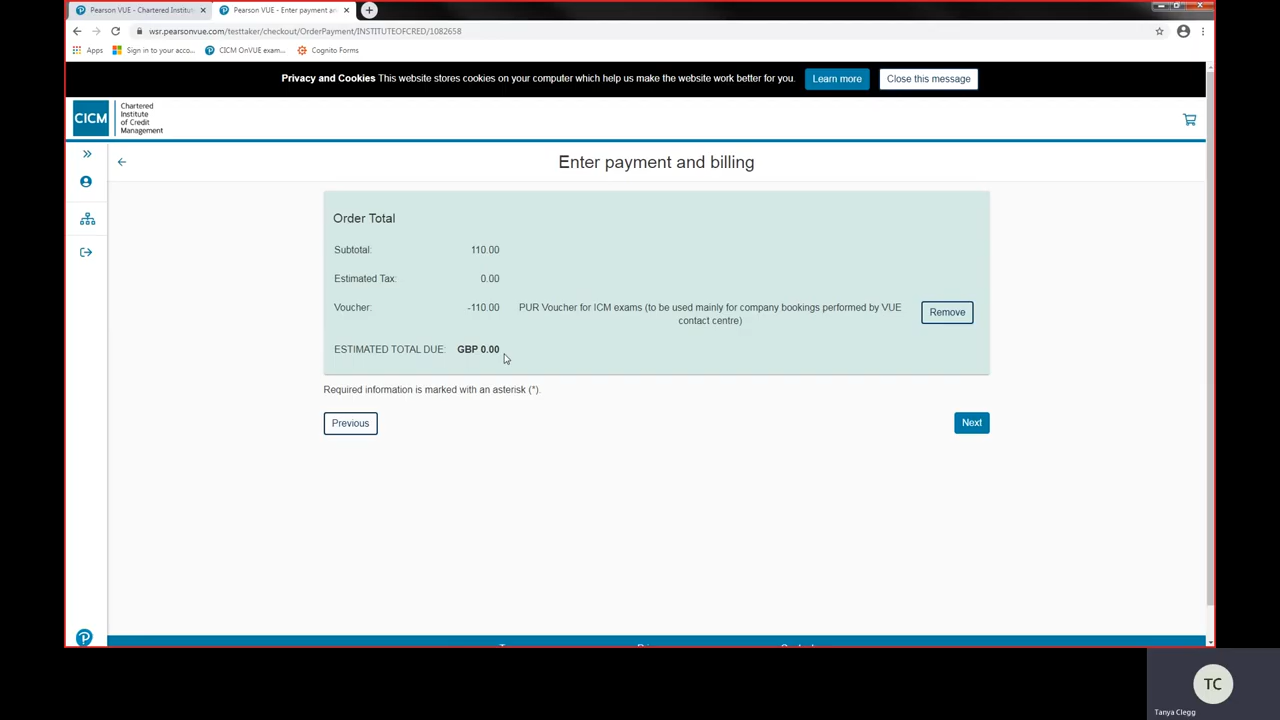 Pearson VUE - Chartered Institut
Pearson VUE - Enter payment an
wsr.pearsonvue.com/testtaker/checkout/OrderPayment/INSTITUTEOFCRED/1082658
Apps
Sign in to your acco...
CICM OnVUE exam...
Cognito Forms
Privacy and Cookies This website stores cookies on your computer which help us make the website work better for you.
Learn more
Close this message
CICM
Chartered
Institute
of Credit
Management
Enter payment and billing
Order Total
Subtotal: 110.00
Estimated Tax: 0.00
Voucher: -110.00 PUR Voucher for ICM exams (to be used mainly for company bookings performed by VUE
contact centre)
Remove
ESTIMATED TOTAL DUE: GBP 0.00
Required information is marked with an asterisk (*).
Previous
Next
TC
Tanya Clegg